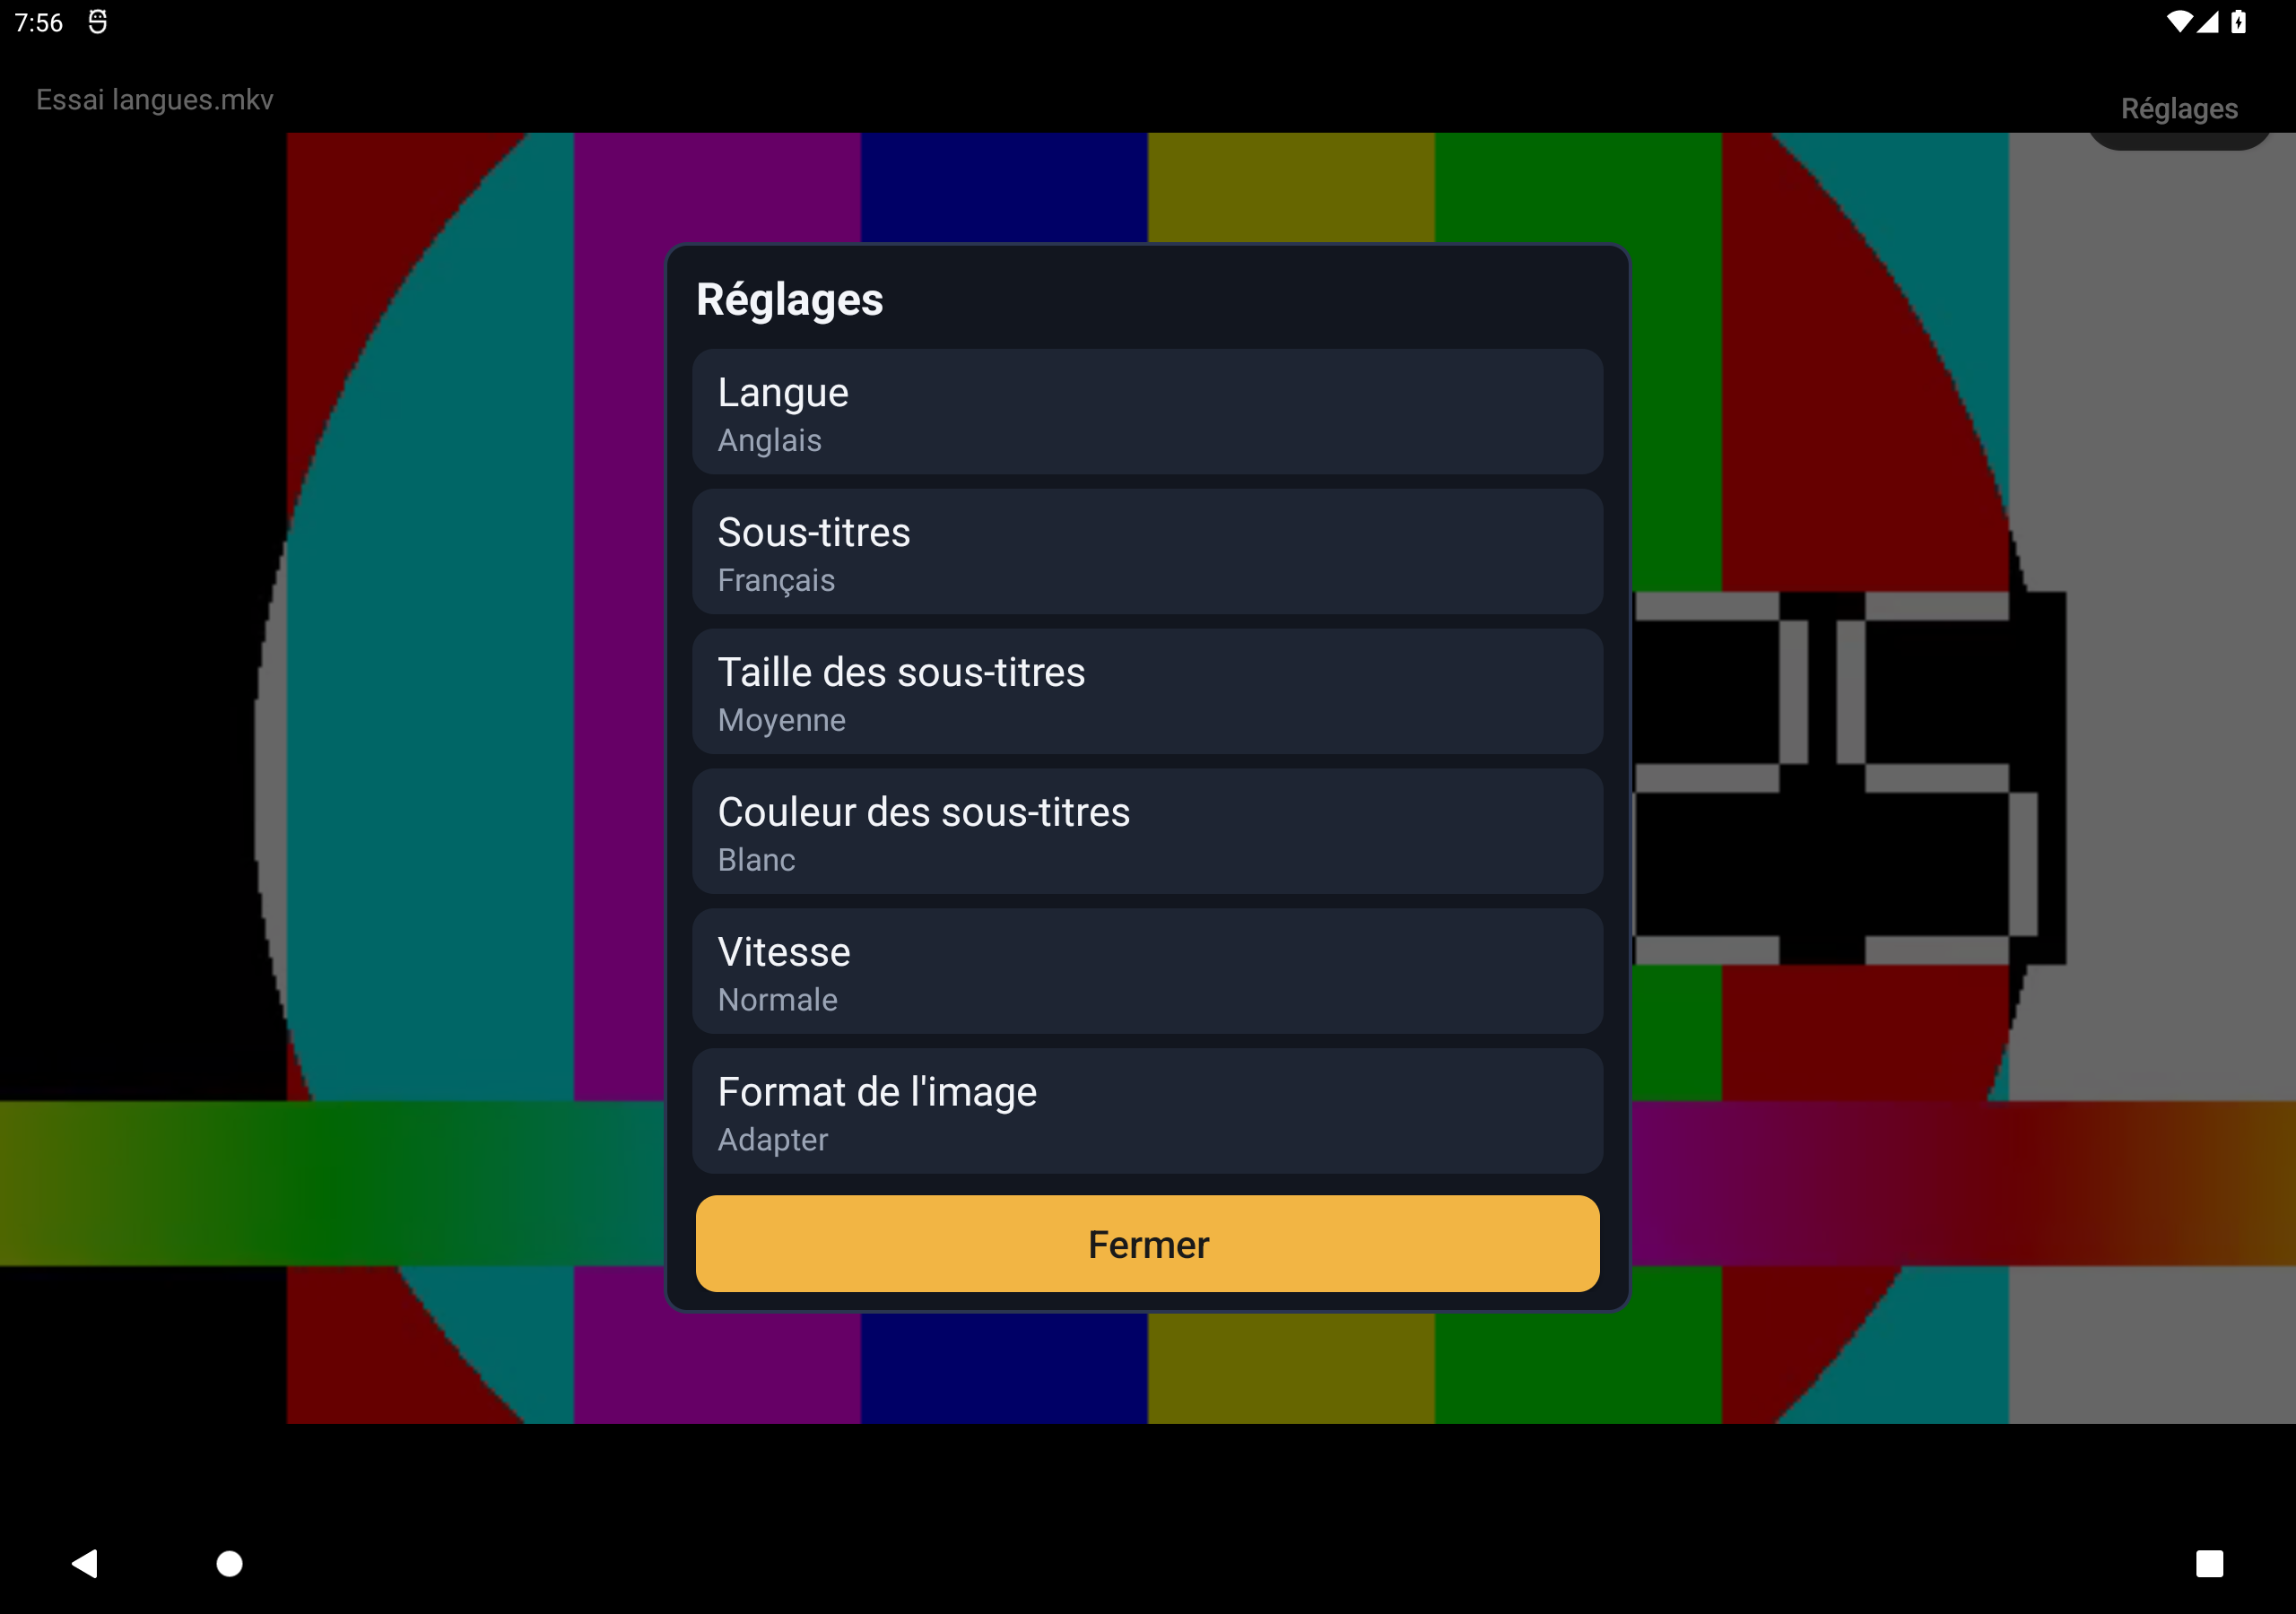 7:56
Essai langues.mkv
Réglages
Réglages
Langue
Anglais
Sous-titres
Français
Taille des sous-titres
Moyenne
Couleur des sous-titres
Blanc
Vitesse
Normale
Format de l'image
Adapter
Fermer